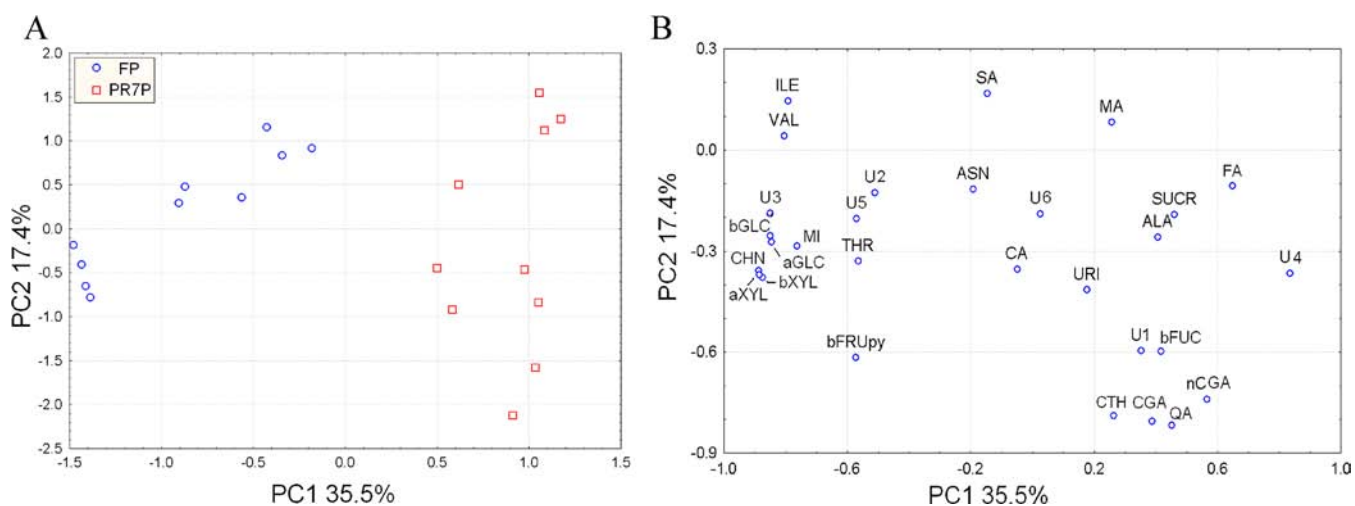 A
FP
PR7P
2.0
1.5
1.0
0.5
0.0
-0.5
-1.0
-1.5
-2.0
-2.5
PC2 17.4%
-1.5 -1.0 -0.5 0.0 0.5 1.0 1.5
PC1 35.5%
B
0.3
0.0
-0.3
-0.6
-0.9
PC2 17.4%
ILE
SA
MA
VAL
U2
ASN
FA
U3
U5
U6
SUCR
bGLC
MI
THR
ALA
CHN
aGLC
CA
U4
aXYL
bXYL
URI
bFRUpy
U1
bFUC
nCGA
CTH
CGA
QA
-1.0 -0.6 -0.2 0.2 0.6 1.0
PC1 35.5%